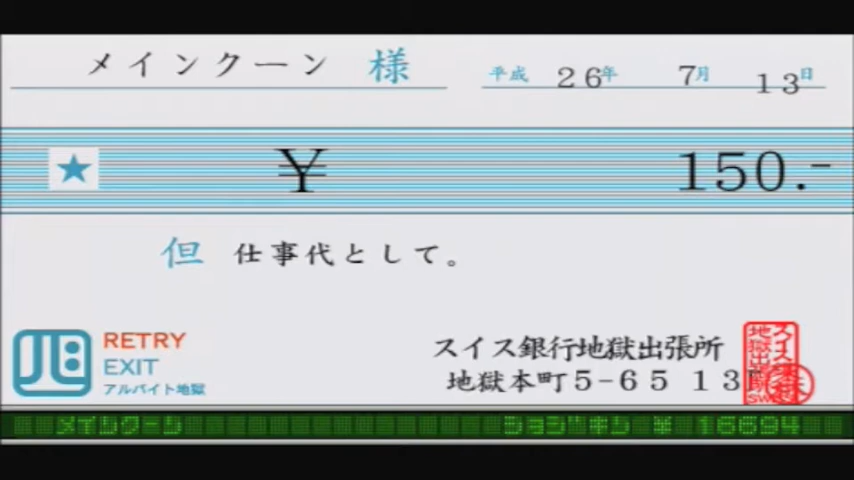 メインクーン 様
平成 26年 7月 13日
★ ¥ 150.-
但 仕事代として。
RETRY
EXIT
アルバイト地獄
スイス銀行地獄出張所
地獄本町5-65 13
メインクーン ショジキン ¥ 16694